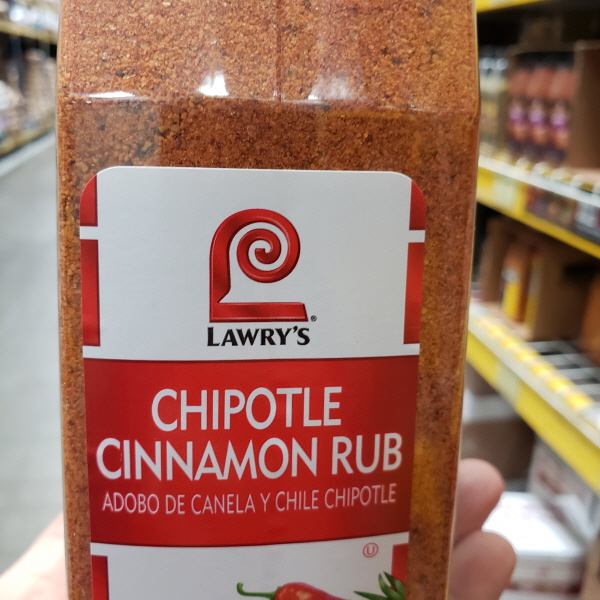 LAWRY'S®
CHIPOTLE
CINNAMON RUB
ADOBO DE CANELA Y CHILE CHIPOTLE
U